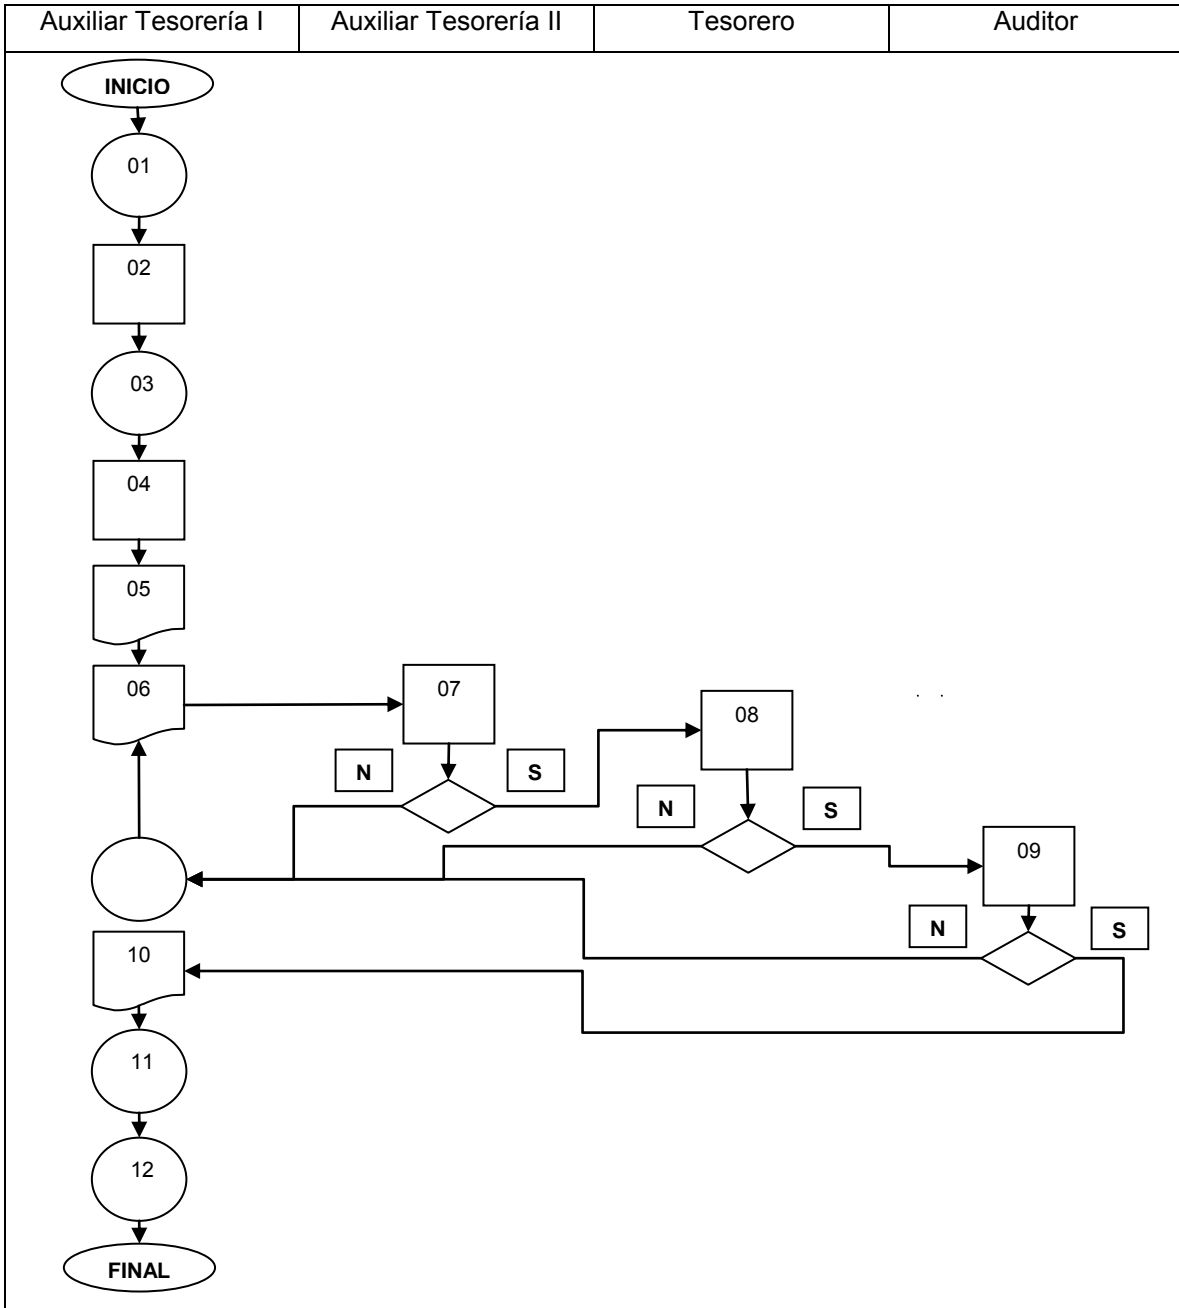 Auxiliar Tesorería I Auxiliar Tesorería II Tesorero Auditor
INICIO
01
02
03
04
05
06
07
08
N
S
N
S
09
N
S
10
11
12
FINAL